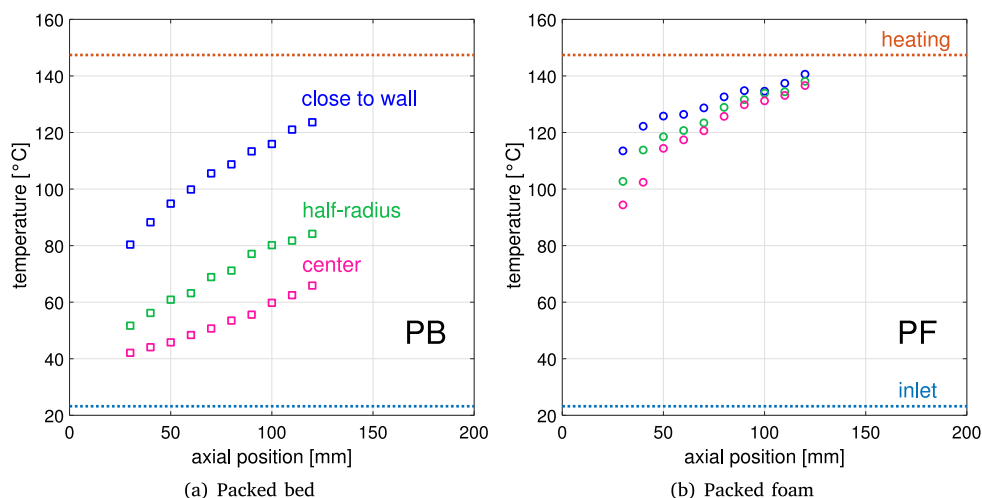 160
140
120
100
80
60
40
20
0
50
100
150
200
temperature [°C]
axial position [mm]
close to wall
half-radius
center
PB
(a) Packed bed
160
140
120
100
80
60
40
20
0
50
100
150
200
temperature [°C]
axial position [mm]
heating
PF
inlet
(b) Packed foam